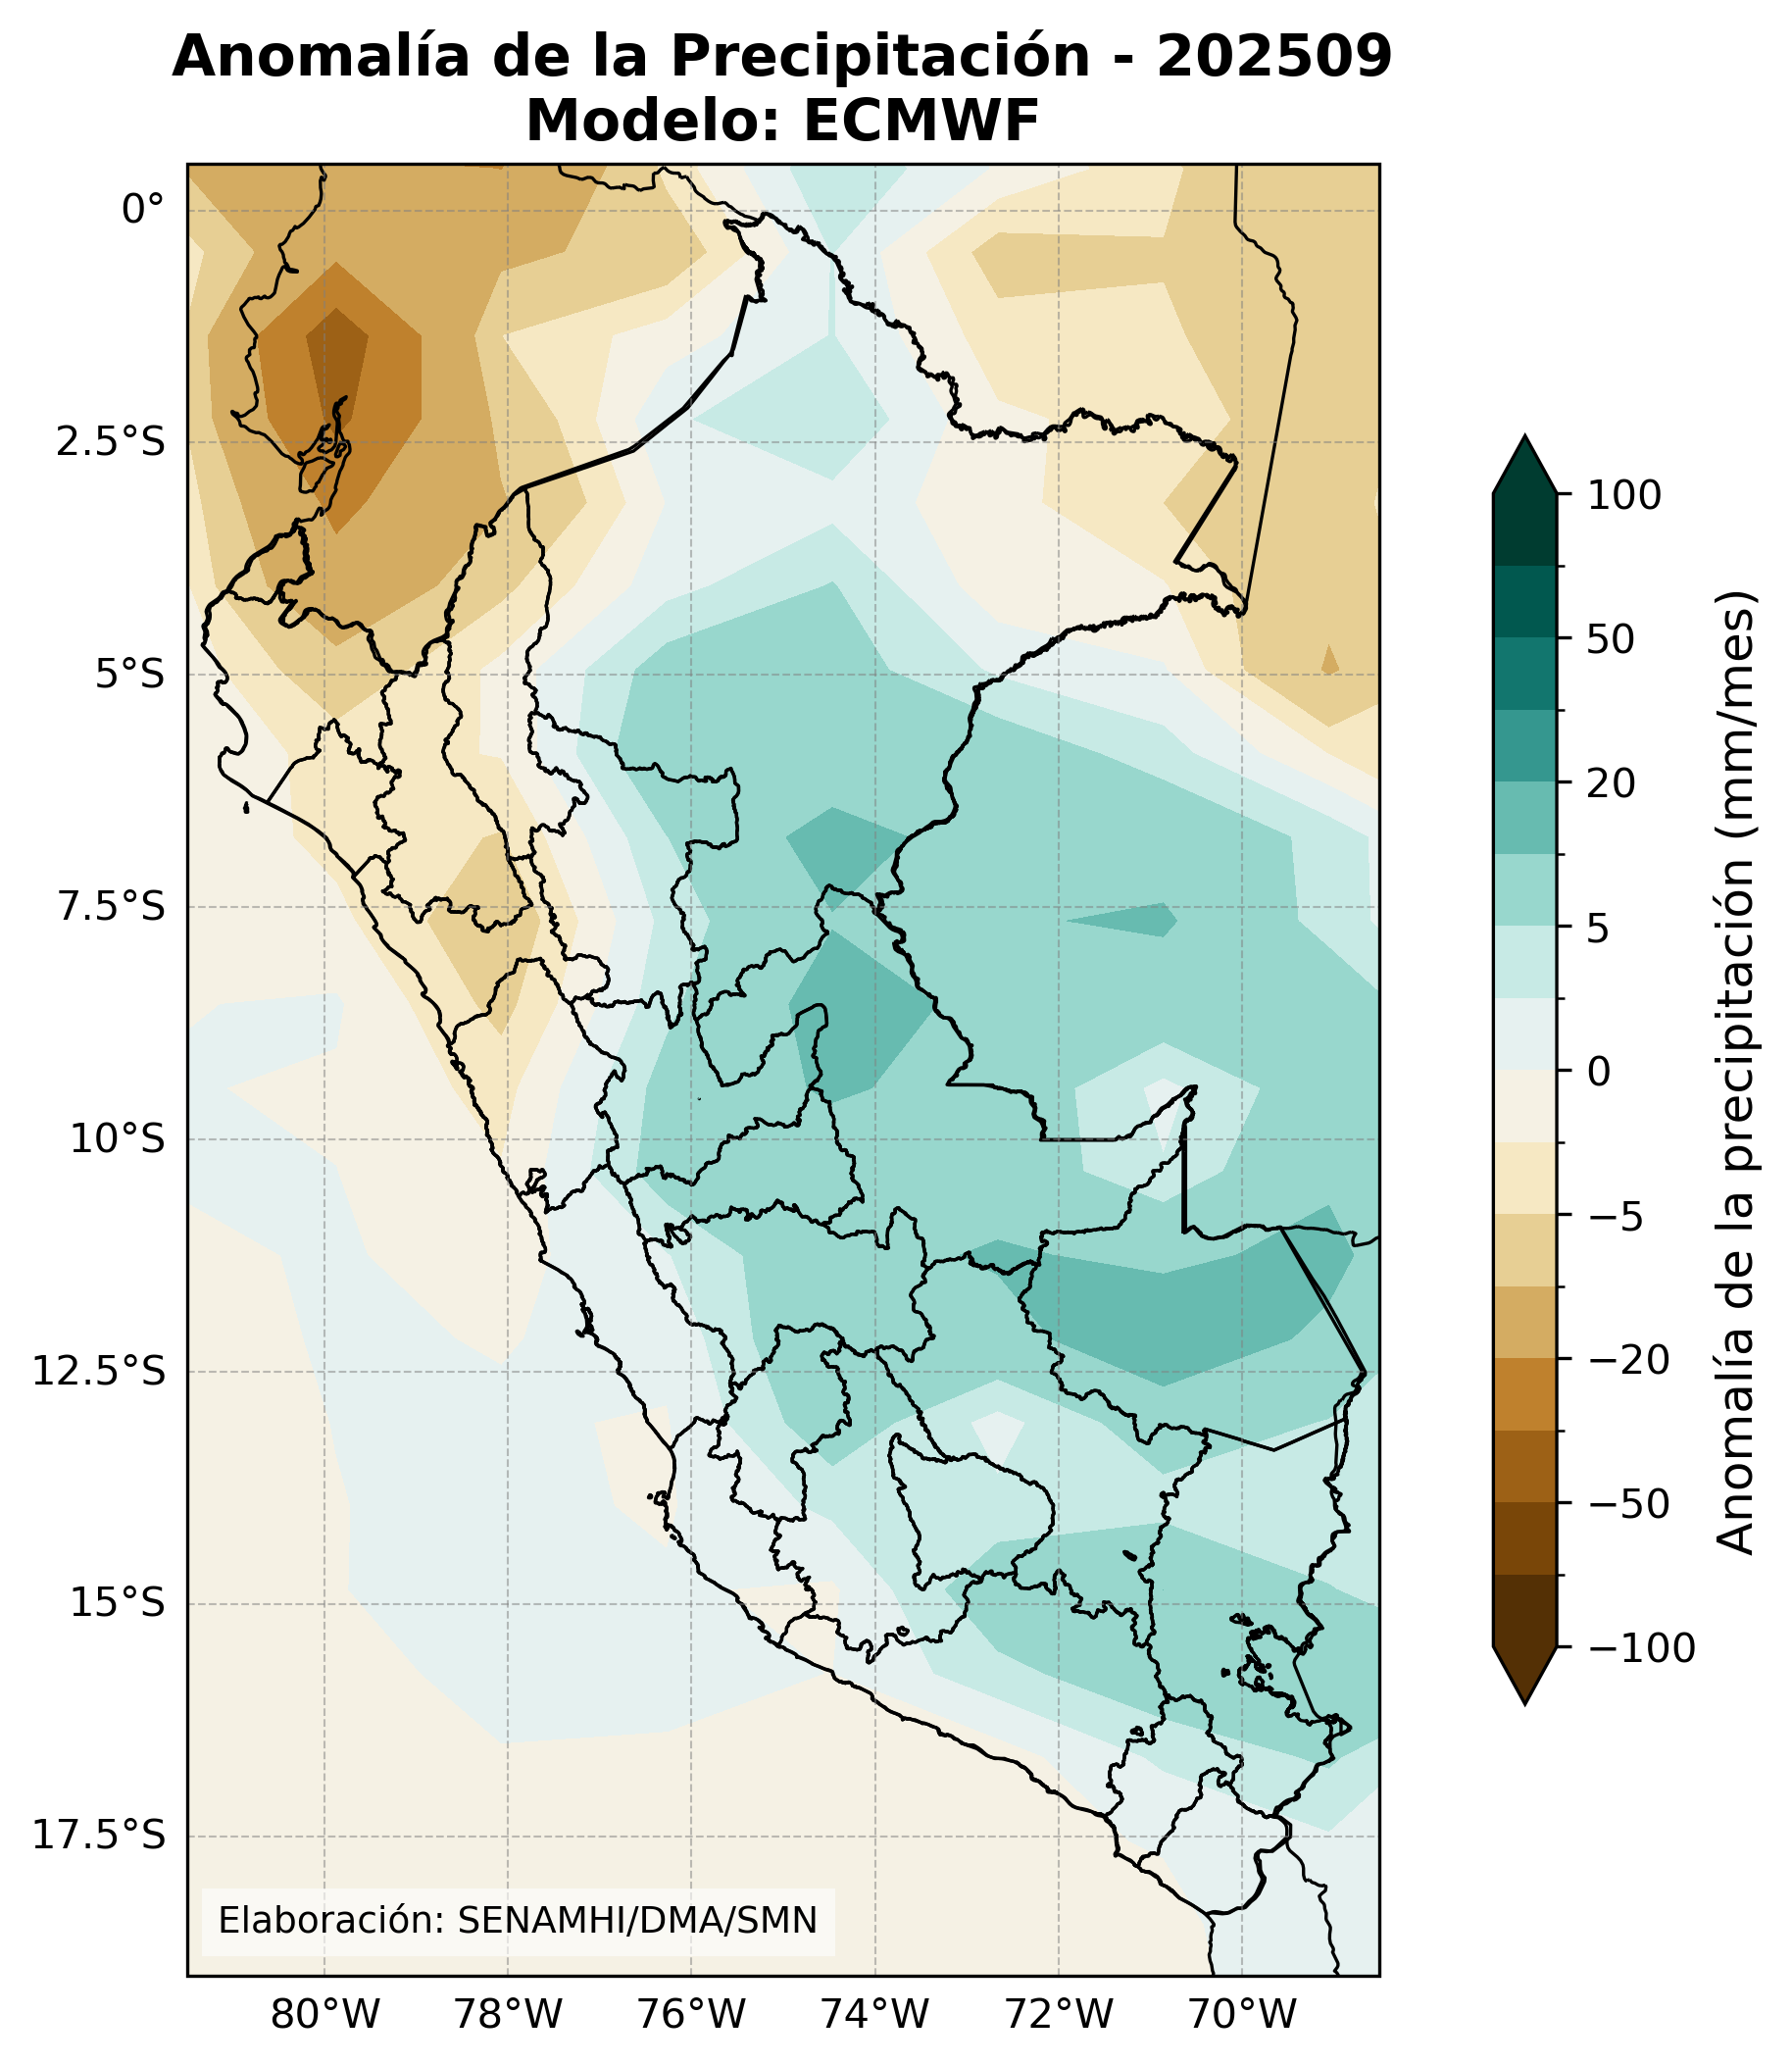 Anomalía de la Precipitación - 202509
Modelo: ECMWF
0°
2.5°S
5°S
7.5°S
10°S
12.5°S
15°S
17.5°S
80°W
78°W
76°W
74°W
72°W
70°W
Elaboración: SENAMHI/DMA/SMN
100
50
20
5
0
−5
−20
−50
−100
Anomalía de la precipitación (mm/mes)